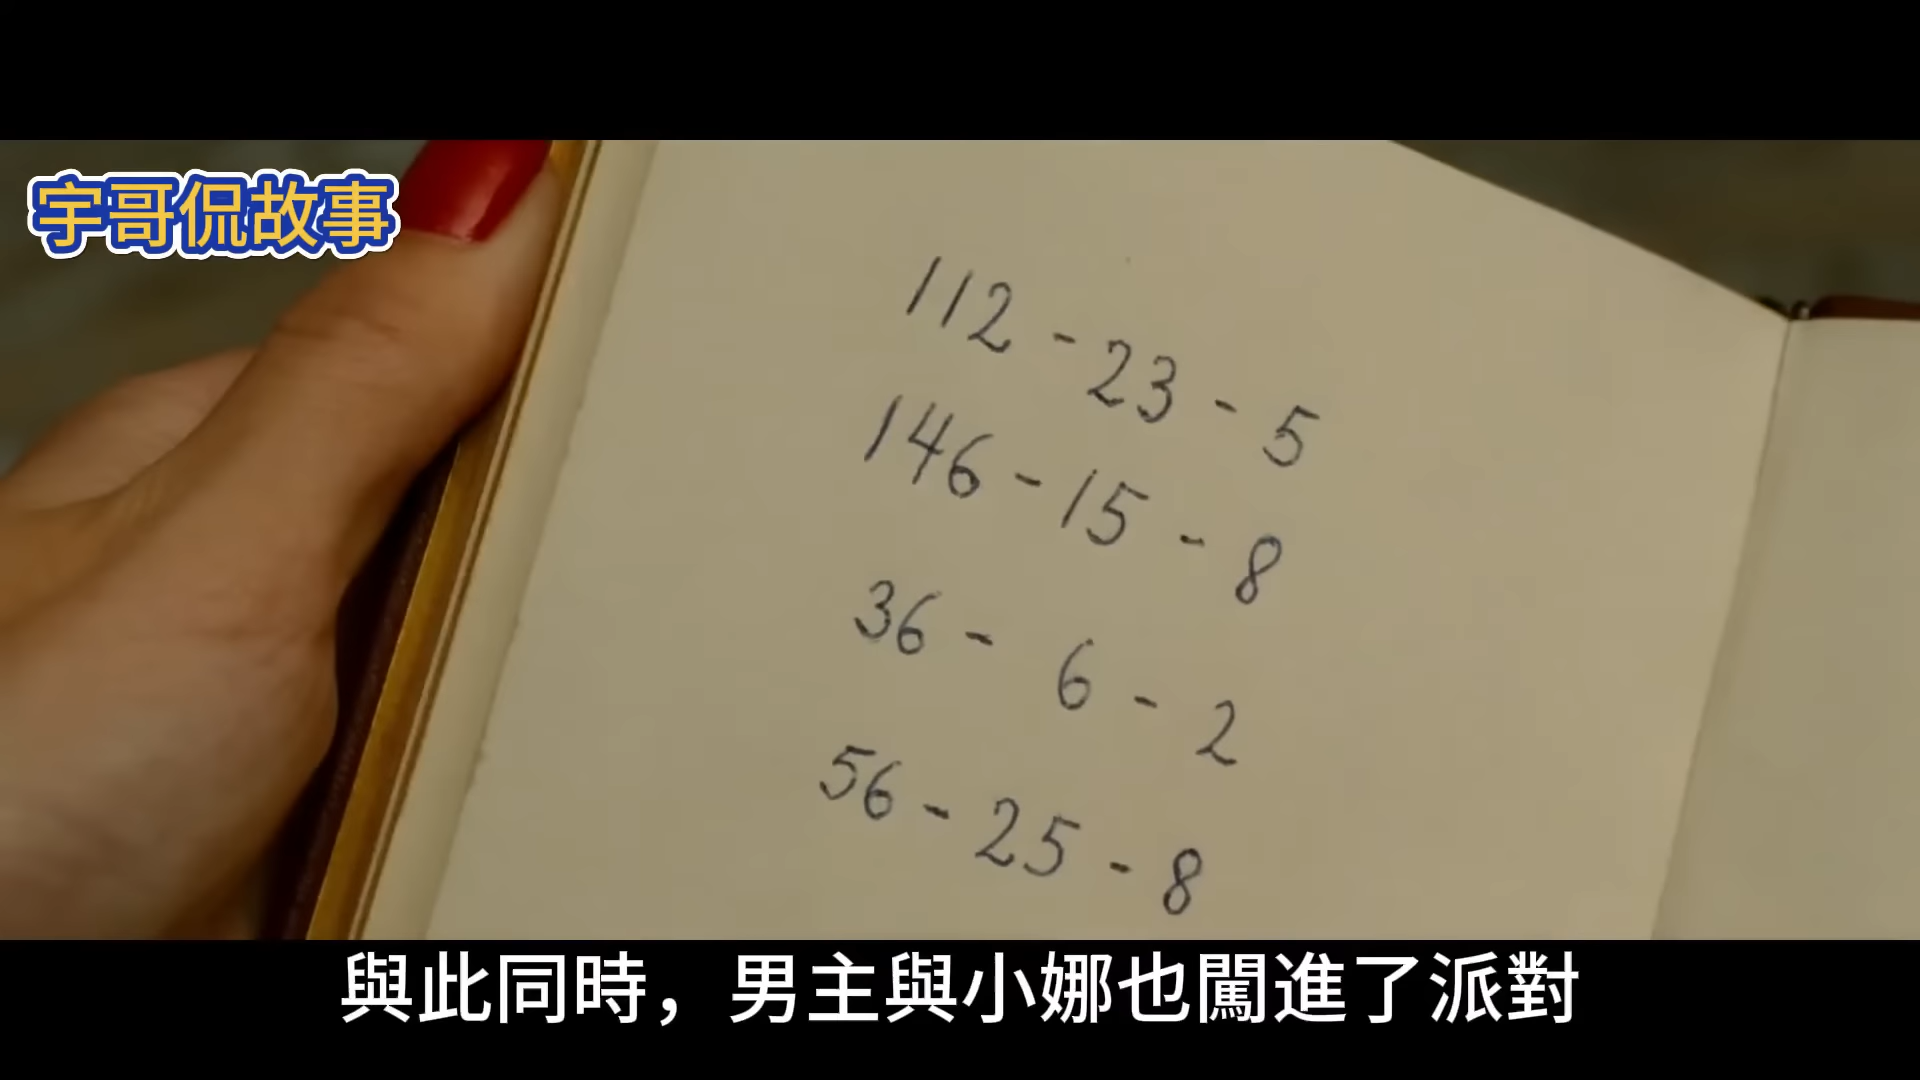 宇哥侃故事
112 - 23 - 5
146 - 15 - 8
36 - 6 - 2
56 - 25 - 8
與此同時，男主與小娜也闖進了派對